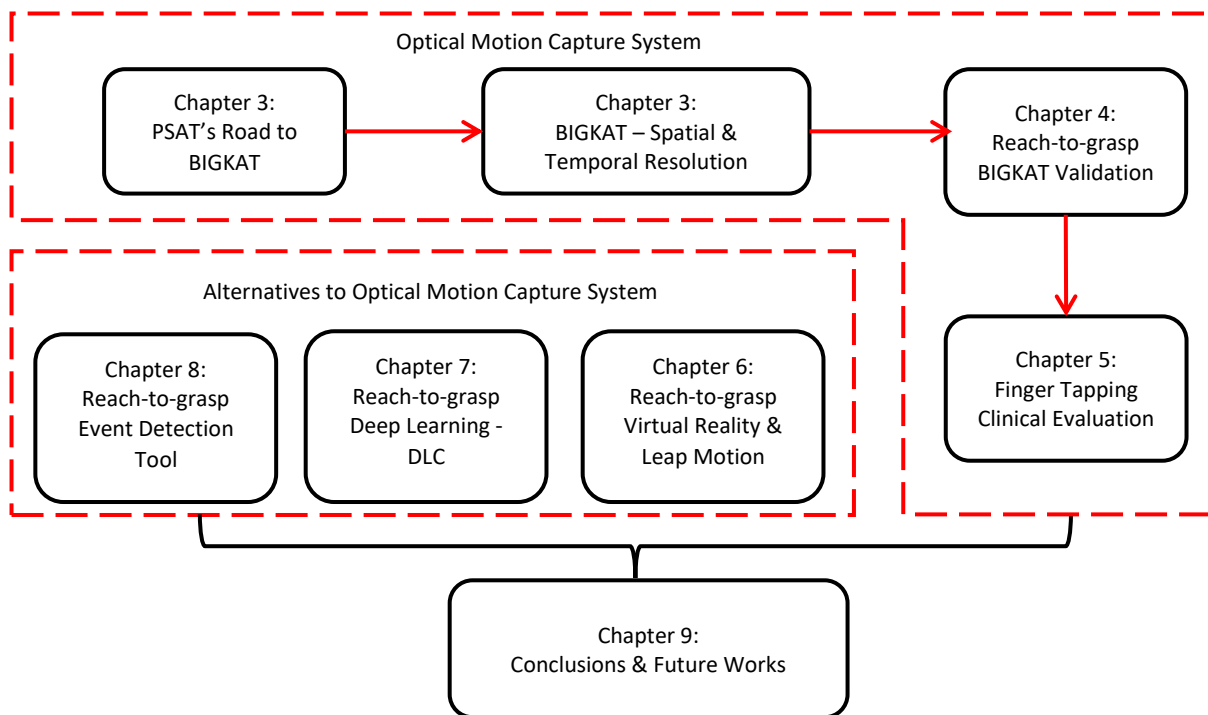 Optical Motion Capture System
Chapter 3:
PSAT’s Road to
BIGKAT
Chapter 3:
BIGKAT – Spatial &
Temporal Resolution
Chapter 4:
Reach-to-grasp
BIGKAT Validation
Alternatives to Optical Motion Capture System
Chapter 8:
Reach-to-grasp
Event Detection
Tool
Chapter 7:
Reach-to-grasp
Deep Learning -
DLC
Chapter 6:
Reach-to-grasp
Virtual Reality &
Leap Motion
Chapter 5:
Finger Tapping
Clinical Evaluation
Chapter 9:
Conclusions & Future Works